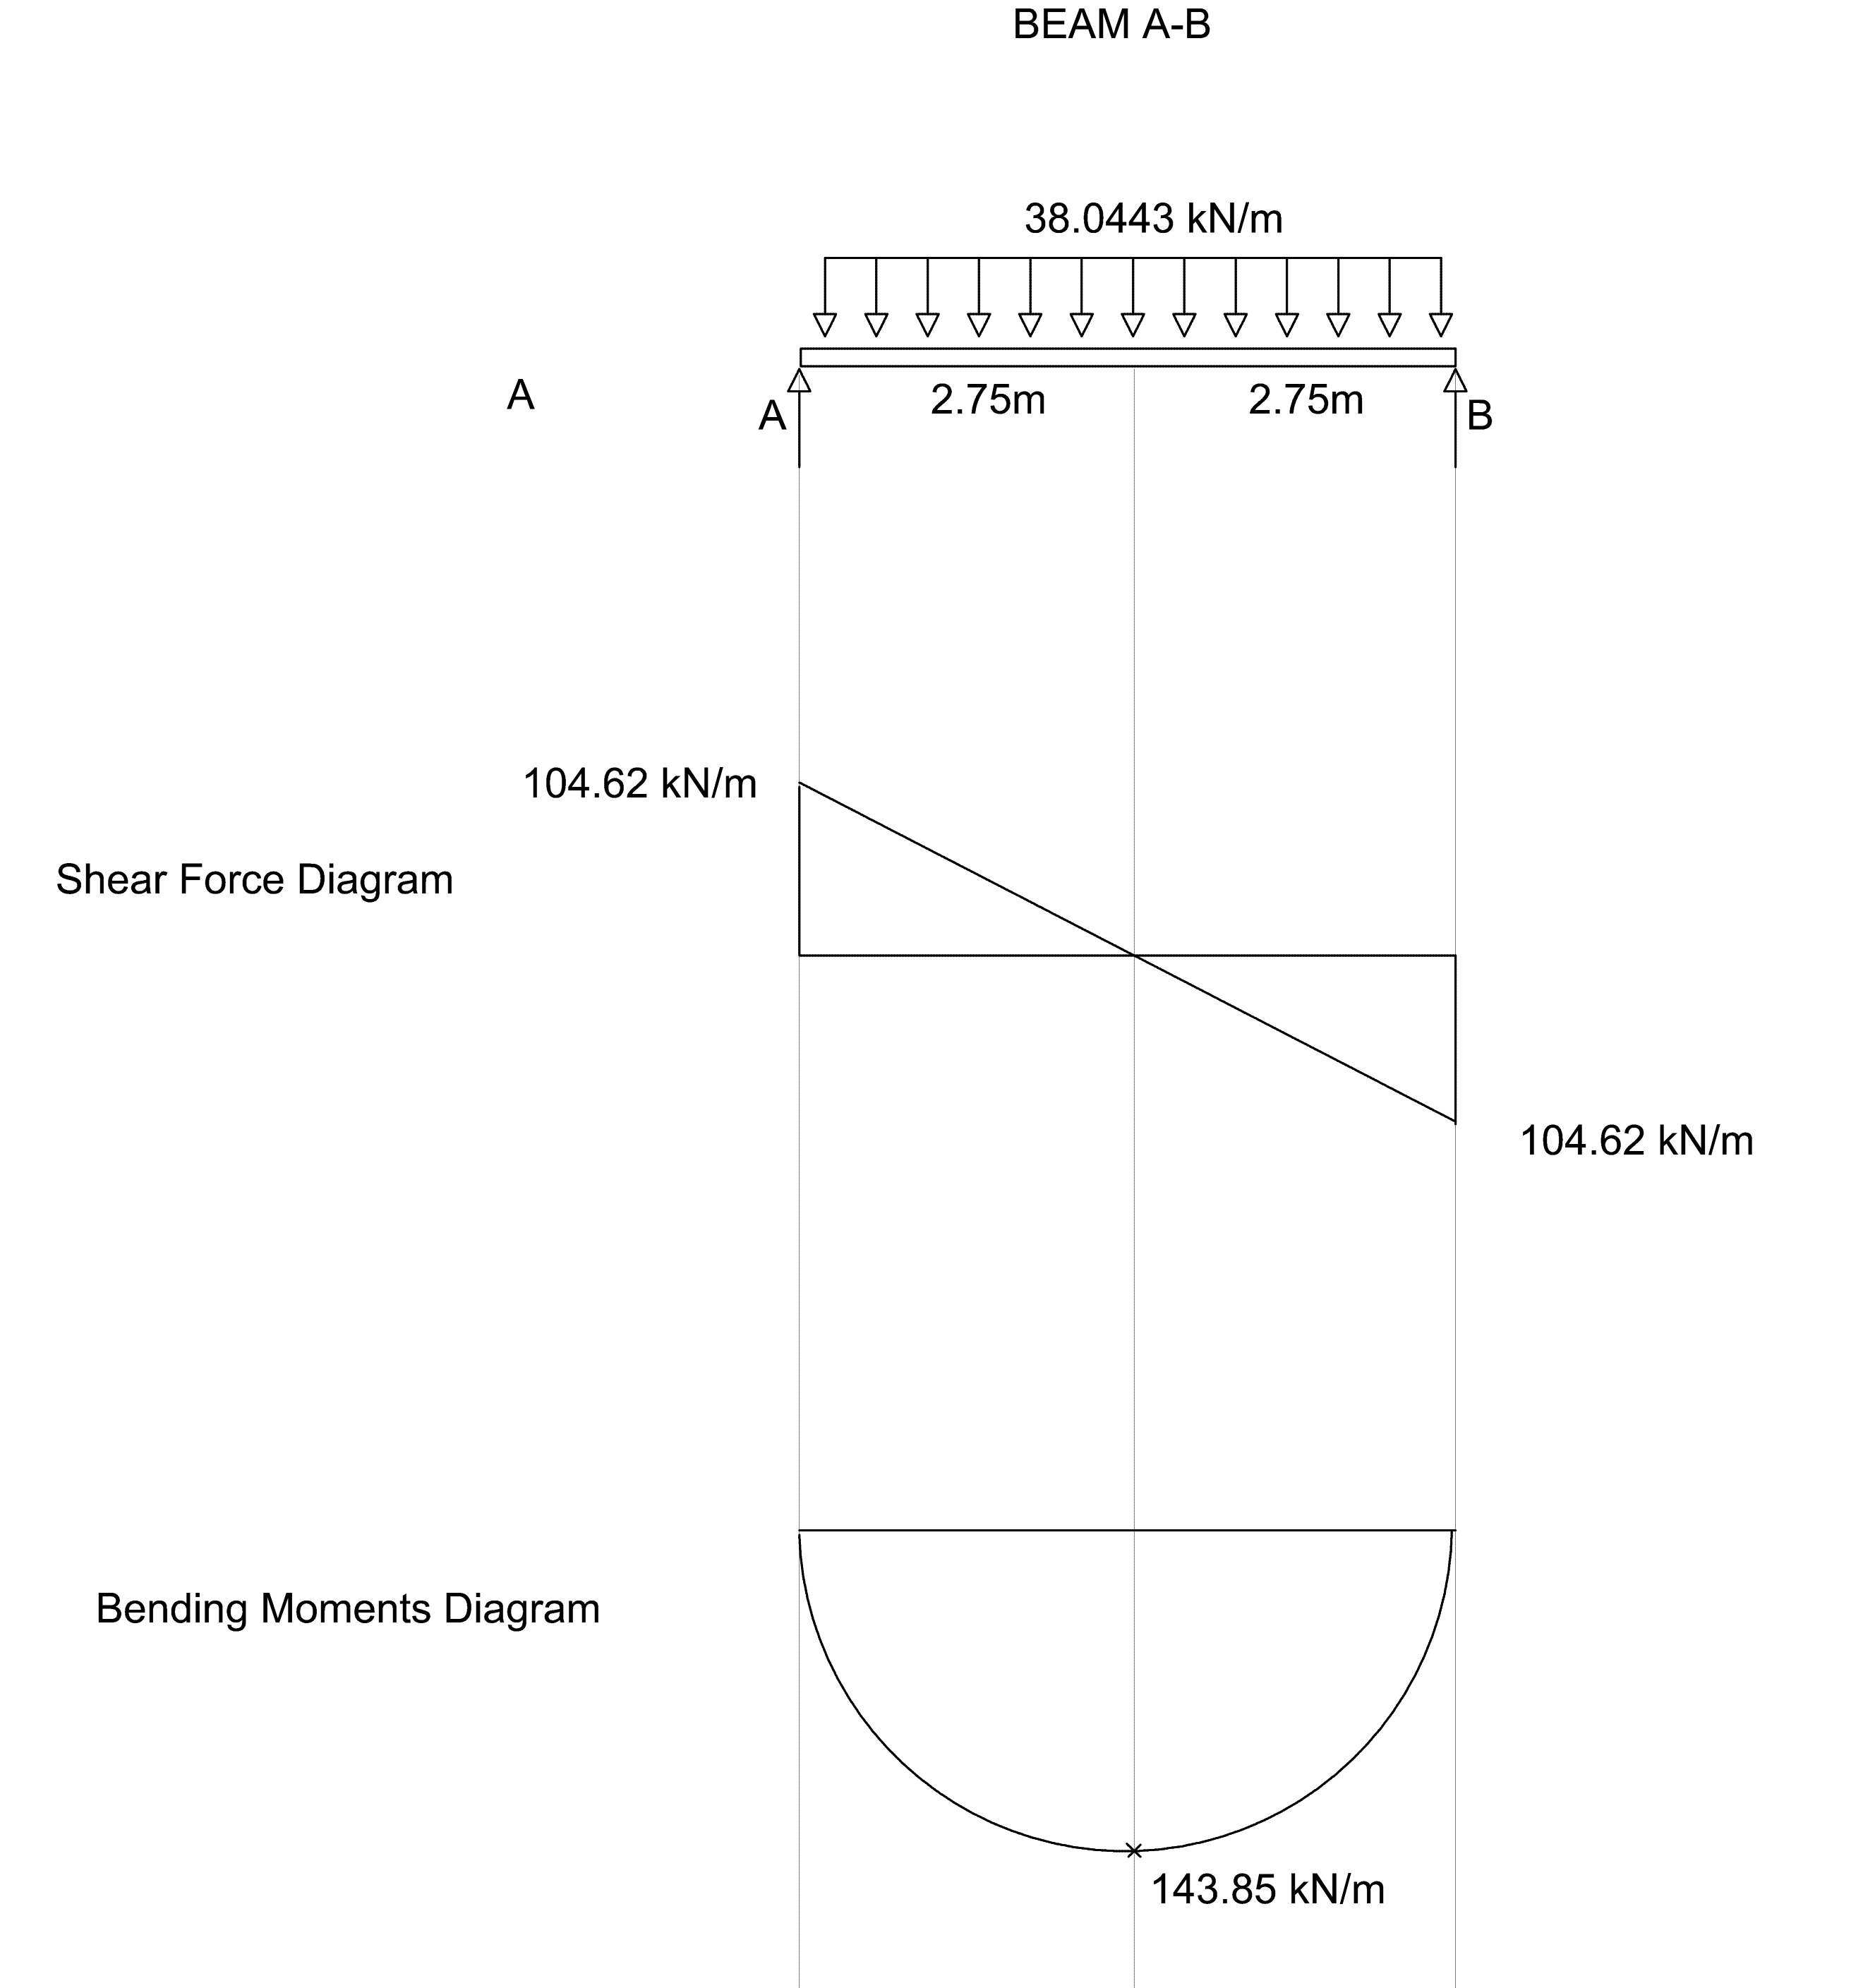 BEAM A-B
38.0443 kN/m
A
A
2.75m
2.75m
B
104.62 kN/m
Shear Force Diagram
104.62 kN/m
Bending Moments Diagram
143.85 kN/m